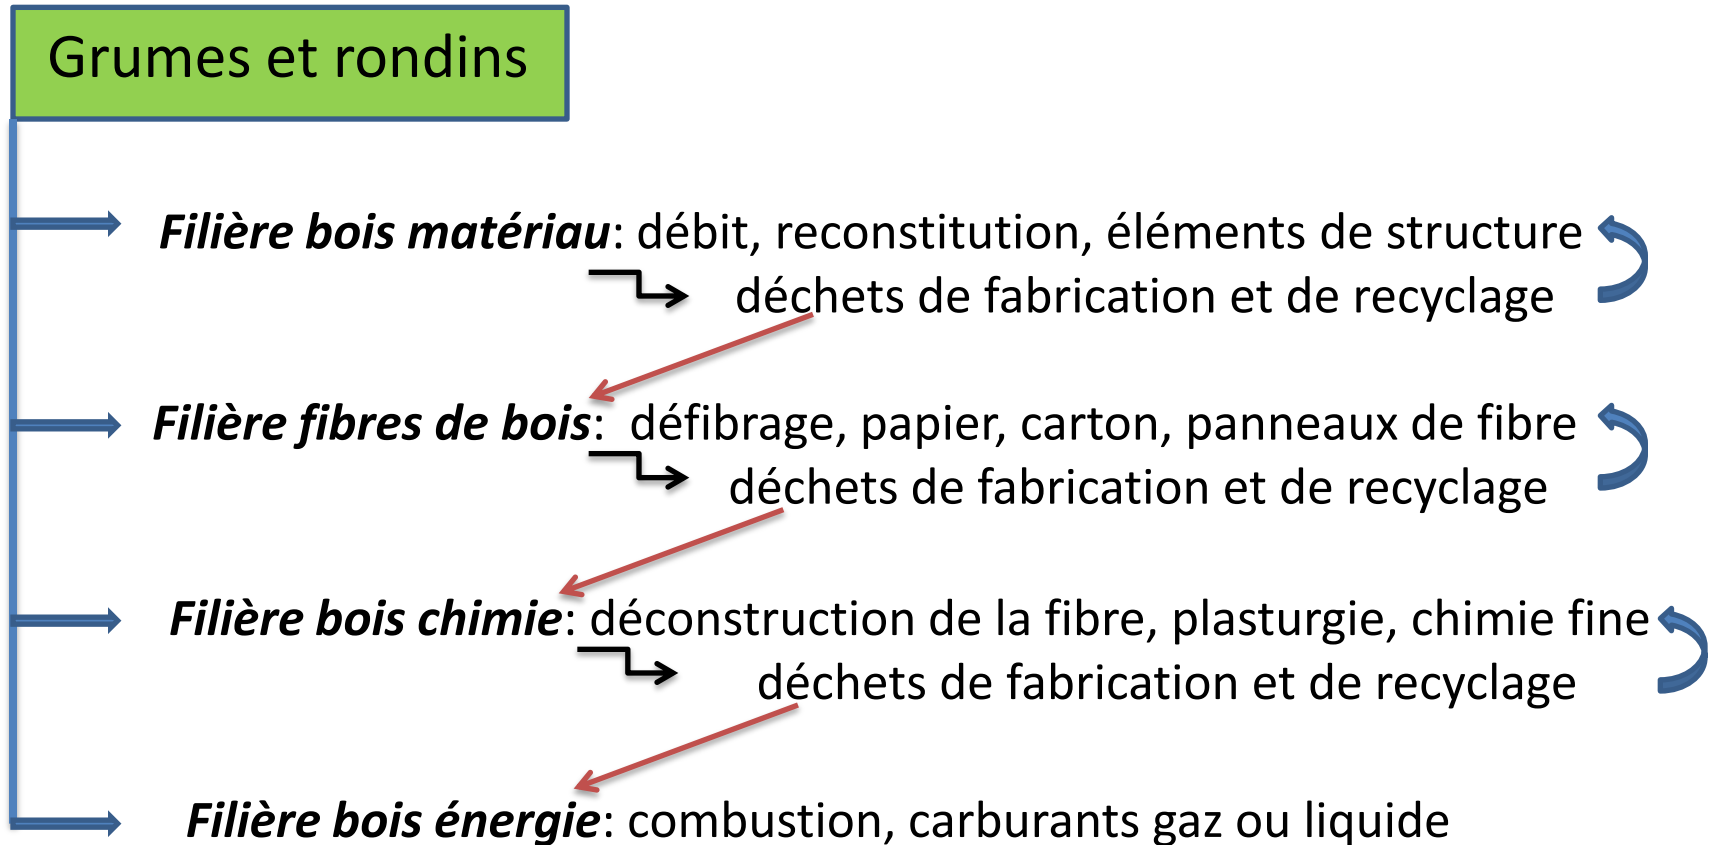 Grumes et rondins
Filière bois matériau: débit, reconstitution, éléments de structure
déchets de fabrication et de recyclage
Filière fibres de bois:  défibrage, papier, carton, panneaux de fibre
déchets de fabrication et de recyclage
Filière bois chimie: déconstruction de la fibre, plasturgie, chimie fine
déchets de fabrication et de recyclage
Filière bois énergie: combustion, carburants gaz ou liquide